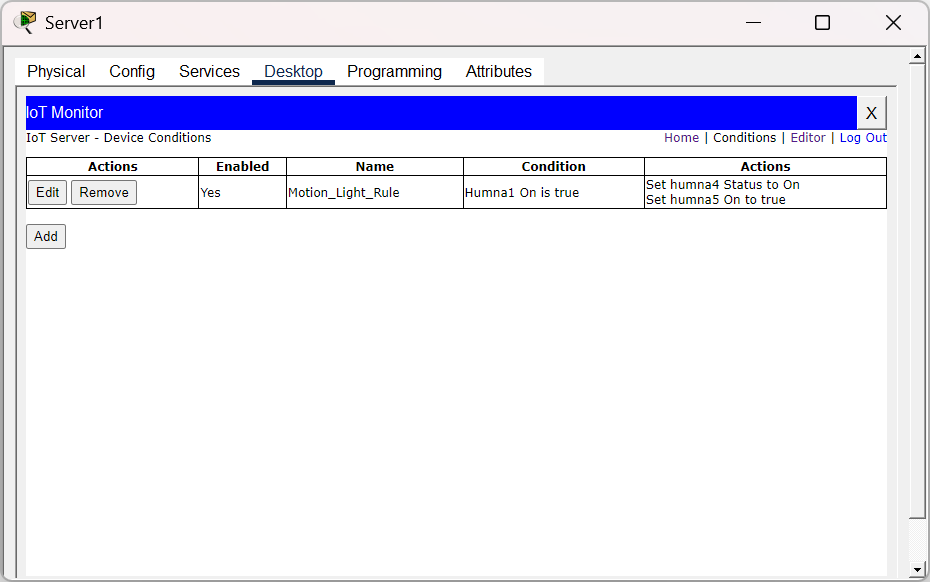 Server1
Physical Config Services Desktop Programming Attributes
IoT Monitor X
IoT Server - Device Conditions Home | Conditions | Editor | Log Out
Actions Enabled Name Condition Actions
Edit Remove Yes Motion_Light_Rule Humna1 On is true Set humna4 Status to On
Set humna5 On to true
Add